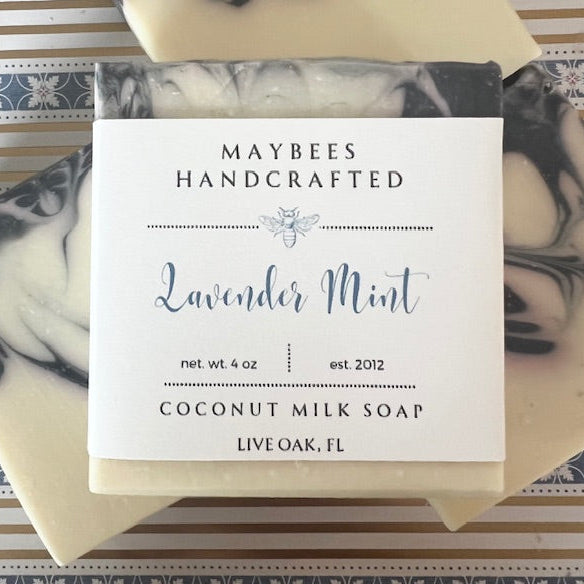 MAYBEES
HANDCRAFTED
Lavender Mint
net. wt. 4 oz
est. 2012
COCONUT MILK SOAP
LIVE OAK, FL